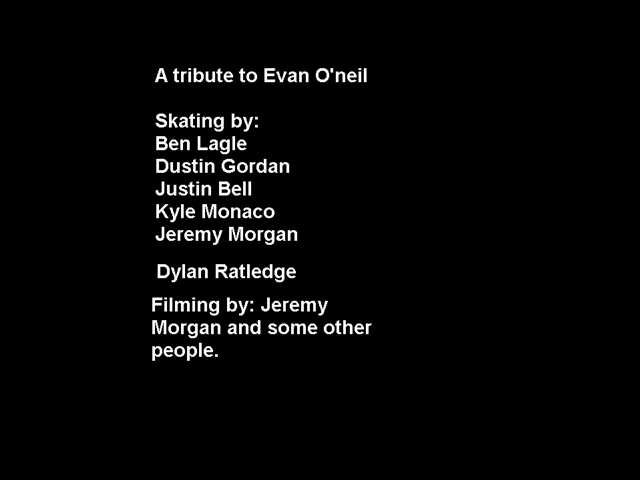 A tribute to Evan O'neil
Skating by:
Ben Lagle
Dustin Gordan
Justin Bell
Kyle Monaco
Jeremy Morgan
Dylan Ratledge
Filming by: Jeremy
Morgan and some other
people.